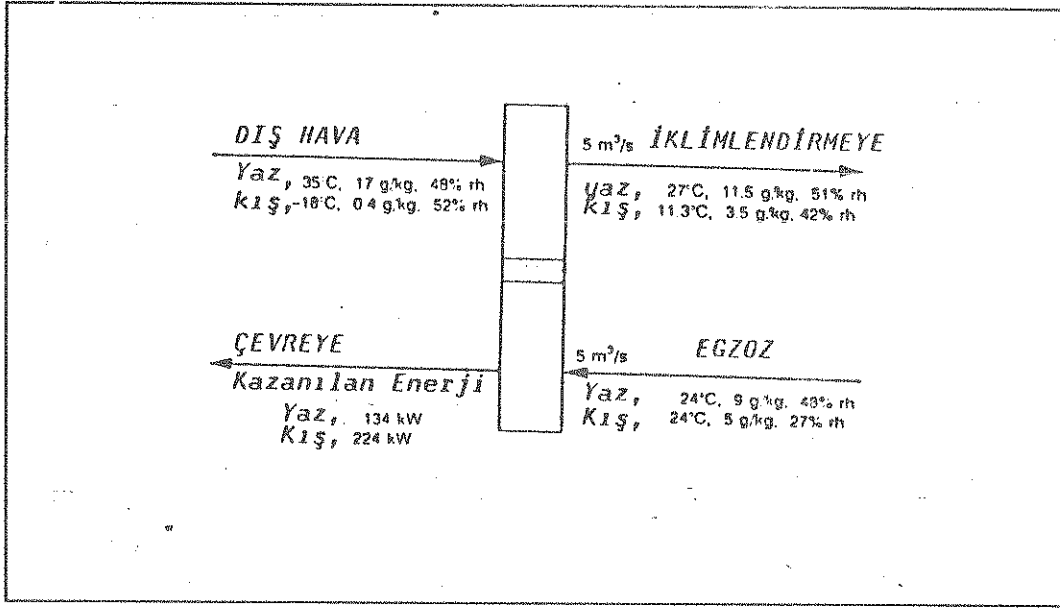 DIŞ HAVA
Yaz, 35°C, 17 g/kg. 48% rh
kış, -18°C, 0.4 g/kg. 52% rh
5 m³/s İKLİMLENDİRMEYE
yaz, 27°C, 11.5 g/kg. 51% rh
Kış, 11.3°C, 3.5 g/kg. 42% rh
ÇEVREYE
Kazanılan Enerji
Yaz, 134 kW
Kış, 224 kW
5 m³/s EGZOZ
Yaz, 24°C, 9 g/kg. 48% rh
Kış, 24°C, 5 g/kg. 27% rh